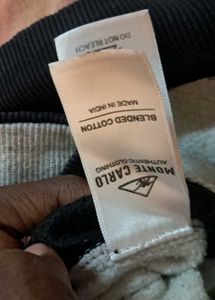 MONTE CARLO
AUTHENTIC CLOTHING
BLENDED COTTON
MADE IN INDIA
DO NOT BLEACH